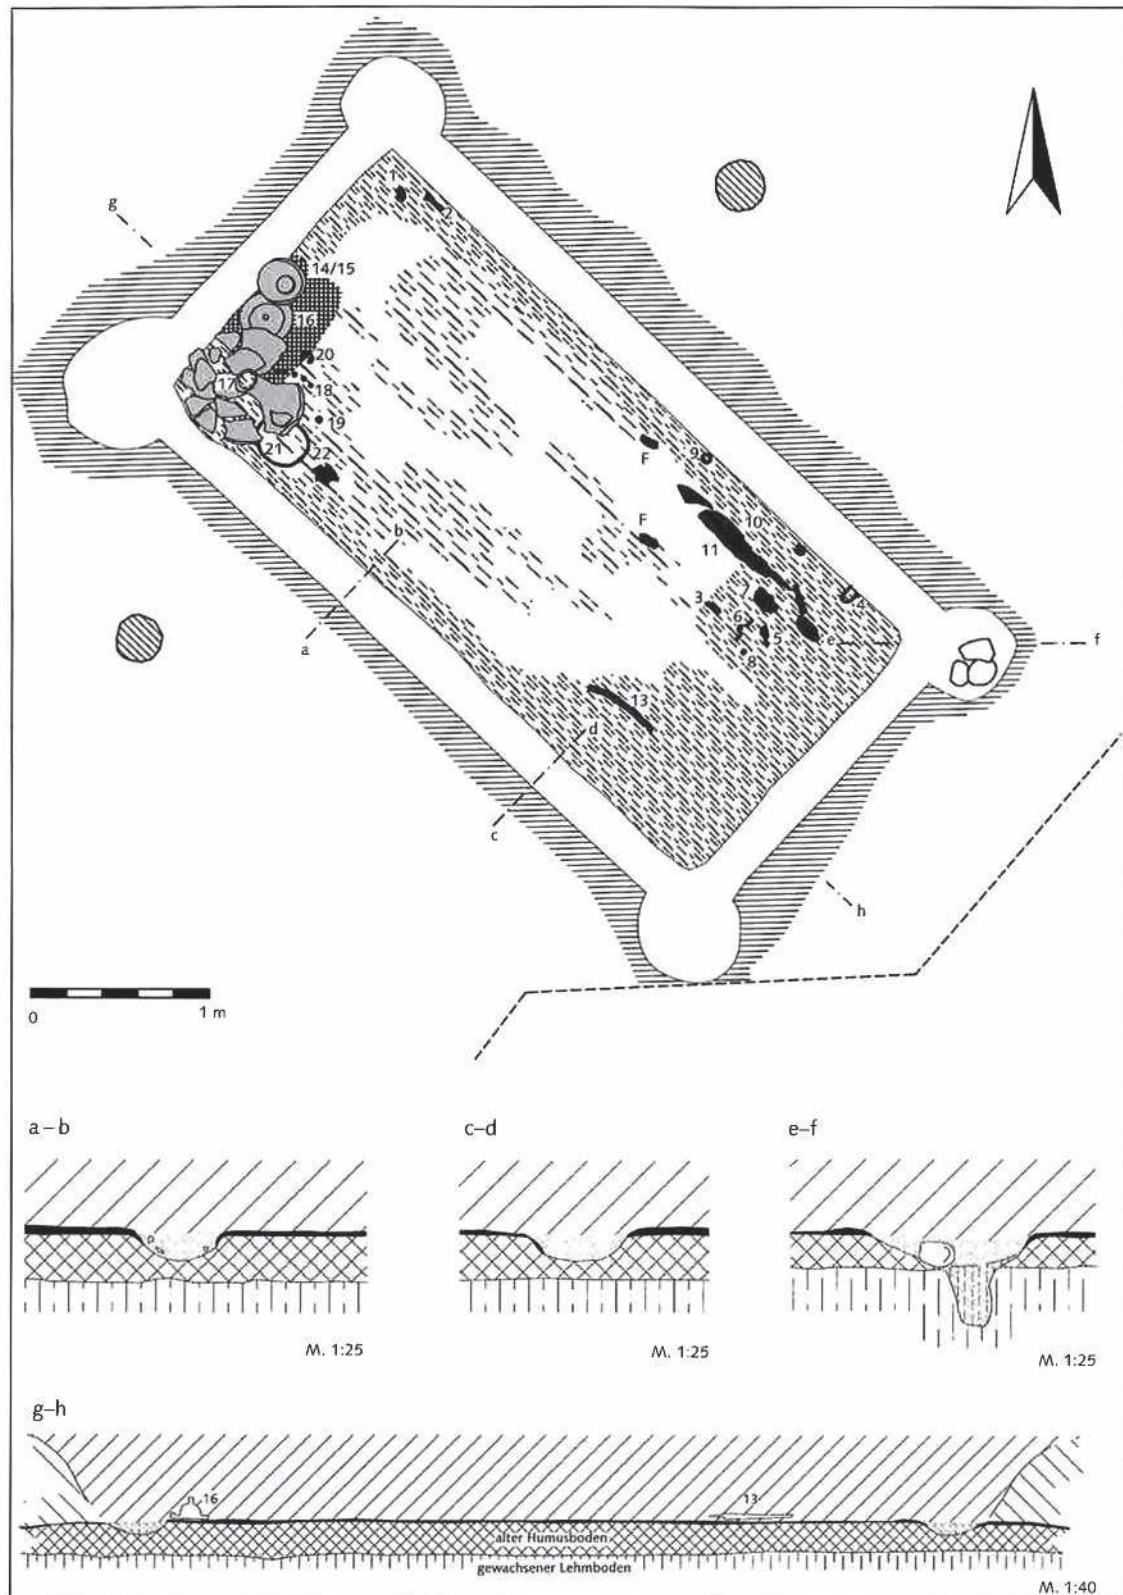 1
2
g
14/15
16
20
17
18
19
F
9
21
22
10
b
F
11
7
3
4
6
5
e
f
a
8
13
d
c
h
0
1 m
a – b
c–d
e–f
M. 1:25
M. 1:25
M. 1:25
g–h
16
13
alter Humusboden
gewachsener Lehmboden
M. 1:40